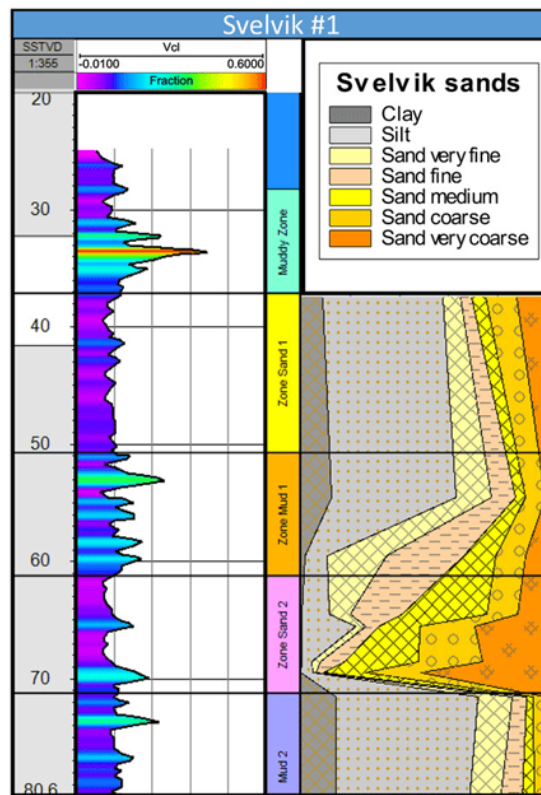 Svelvik #1
SSTVD
1:355
Vcl
-0.0100 0.6000
Fraction
Svelvik sands
Clay
Silt
Sand very fine
Sand fine
Sand medium
Sand coarse
Sand very coarse
20
30
40
50
60
70
80.6
Muddy Zone
Zone Sand 1
Zone Mud 1
Zone Sand 2
Mud 2